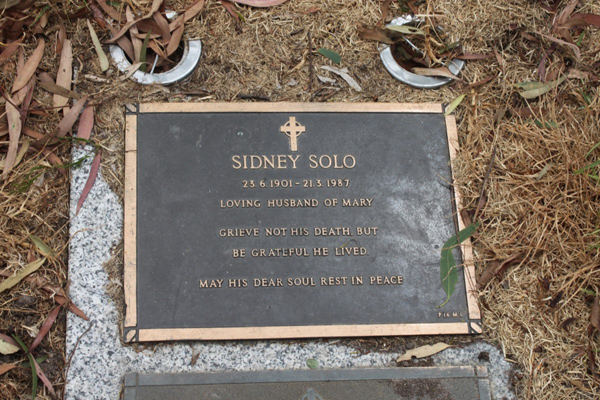 SIDNEY SOLO
23.6.1901 - 21.3.1987
LOVING HUSBAND OF MARY
GRIEVE NOT HIS DEATH, BUT
BE GRATEFUL HE LIVED.
MAY HIS DEAR SOUL REST IN PEACE